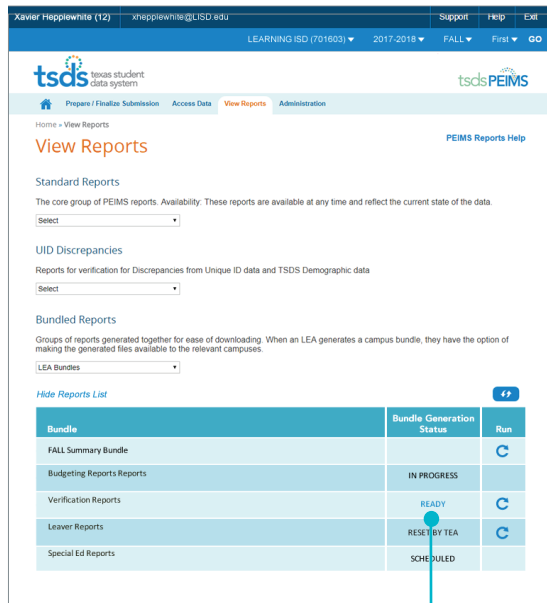 Xavier Hepplewhite (12) xhepplewhite@LISD.edu Support Help Exit
LEARNING ISD (701603) 2017-2018 FALL First GO
tsds texas student data system
tsdsPEIMS
Prepare / Finalize Submission Access Data View Reports Administration
Home » View Reports
PEIMS Reports Help
View Reports
Standard Reports
The core group of PEIMS reports. Availability: These reports are available at any time and reflect the current state of the data.
Select
UID Discrepancies
Reports for verification for Discrepancies from Unique ID data and TSDS Demographic data
Select
Bundled Reports
Groups of reports generated together for ease of downloading. When an LEA generates a campus bundle, they have the option of
making the generated files available to the relevant campuses.
LEA Bundles
Hide Reports List
Bundle Bundle Generation Status Run
FALL Summary Bundle
Budgeting Reports Reports IN PROGRESS
Verification Reports READY
Leaver Reports RESET BY TEA
Special Ed Reports SCHEDULED